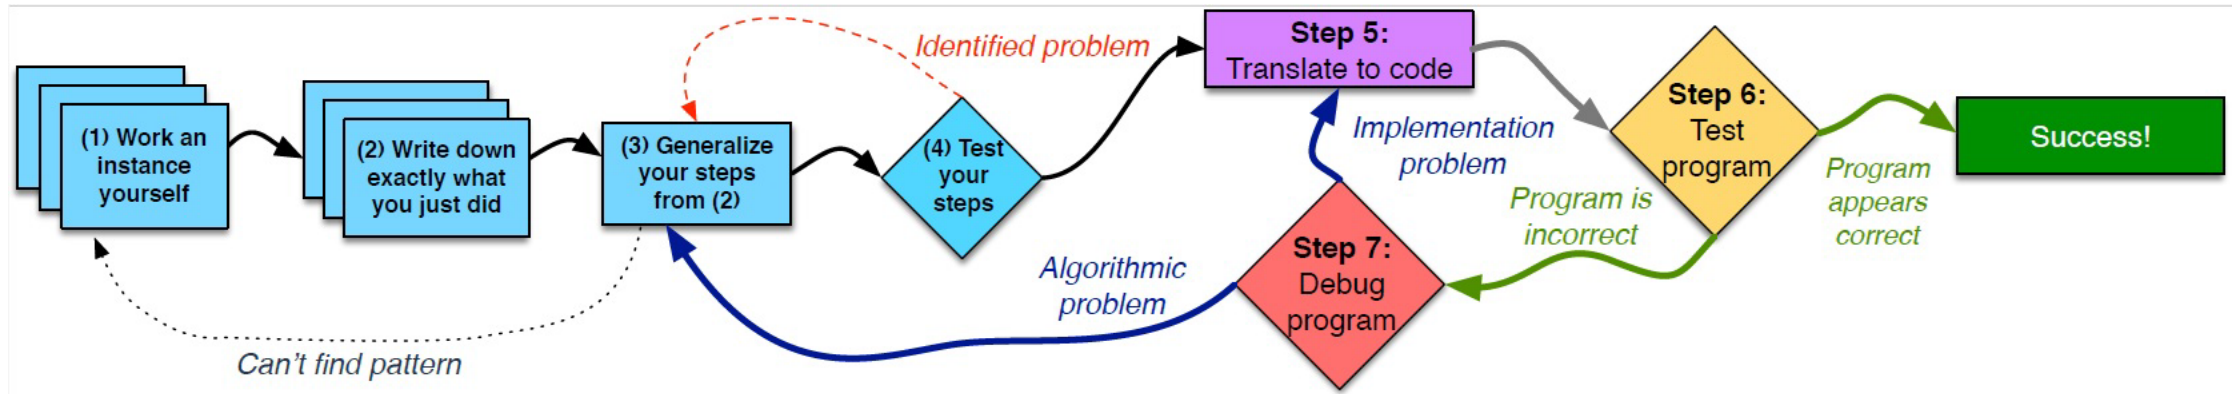 (1) Work an
instance
yourself
(2) Write down
exactly what
you just did
(3) Generalize
your steps
from (2)
(4) Test
your
steps
Identified problem
Can't find pattern
Step 5:
Translate to code
Implementation
problem
Algorithmic
problem
Step 7:
Debug
program
Step 6:
Test
program
Program is
incorrect
Program
appears
correct
Success!